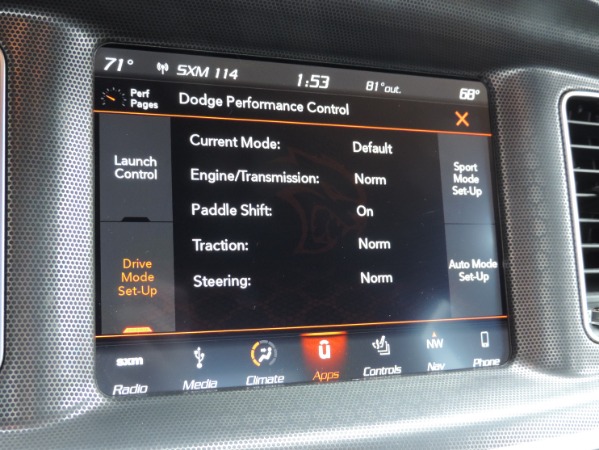 71° SXM 114 1:53 81°out. 68°
Perf Pages Dodge Performance Control X
Launch Control
Current Mode: Default
Engine/Transmission: Norm
Paddle Shift: On
Traction: Norm
Steering: Norm
Sport Mode Set-Up
Drive Mode Set-Up
Auto Mode Set-Up
sxm
Radio Media Climate Apps Controls Nav Phone
û NW